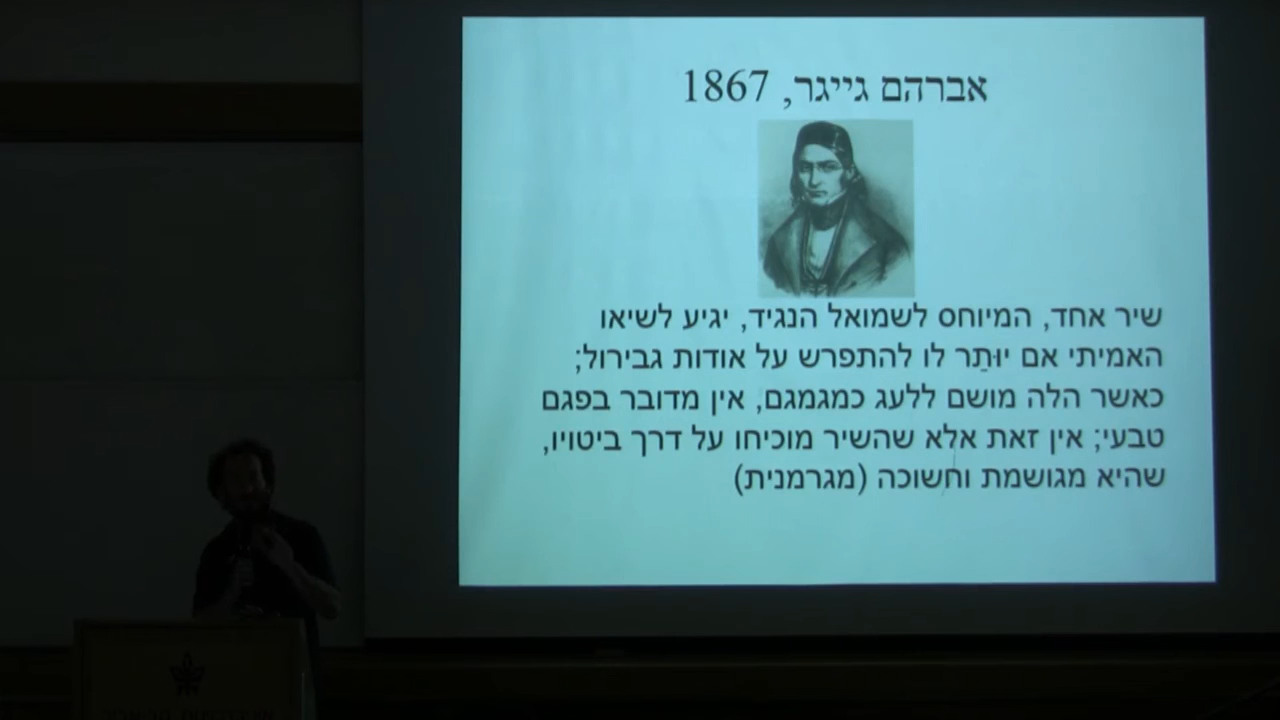 אברהם גייגר, 1867
שיר אחד, המיוחס לשמואל הנגיד, יגיע לשיאו
האמיתי אם יוּתַר לו להתפרש על אודות גבירול;
כאשר הלה מושם ללעג כמגמגם, אין מדובר בפגם
טבעי; אין זאת אלא שהשיר מוכיחו על דרך ביטויו,
שהיא מגושמת וחשוכה (מגרמנית)